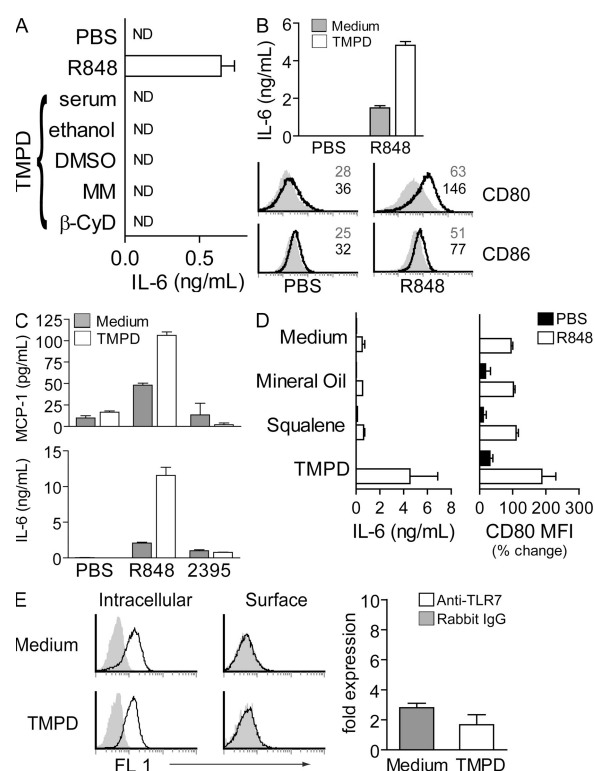 A
PBS ND
R848
TMPD
serum ND
ethanol ND
DMSO ND
MM ND
β-CyD ND
0.0 0.5
IL-6 (ng/mL)
B
Medium
TMPD
IL-6 (ng/mL)
6
4
2
0
PBS R848
28 63
36 146
CD80
25 51
32 77
CD86
PBS R848
C
Medium
TMPD
MCP-1 (pg/mL)
125
100
75
50
25
0
IL-6 (ng/mL)
15
10
5
0
PBS R848 2395
D
PBS
R848
Medium
Mineral Oil
Squalene
TMPD
0 2 4 6 8
IL-6 (ng/mL)
0 100 200 300
CD80 MFI
(% change)
E
Intracellular Surface
Medium
TMPD
FL 1
Anti-TLR7
Rabbit IgG
fold expression
10
8
6
4
2
0
Medium TMPD